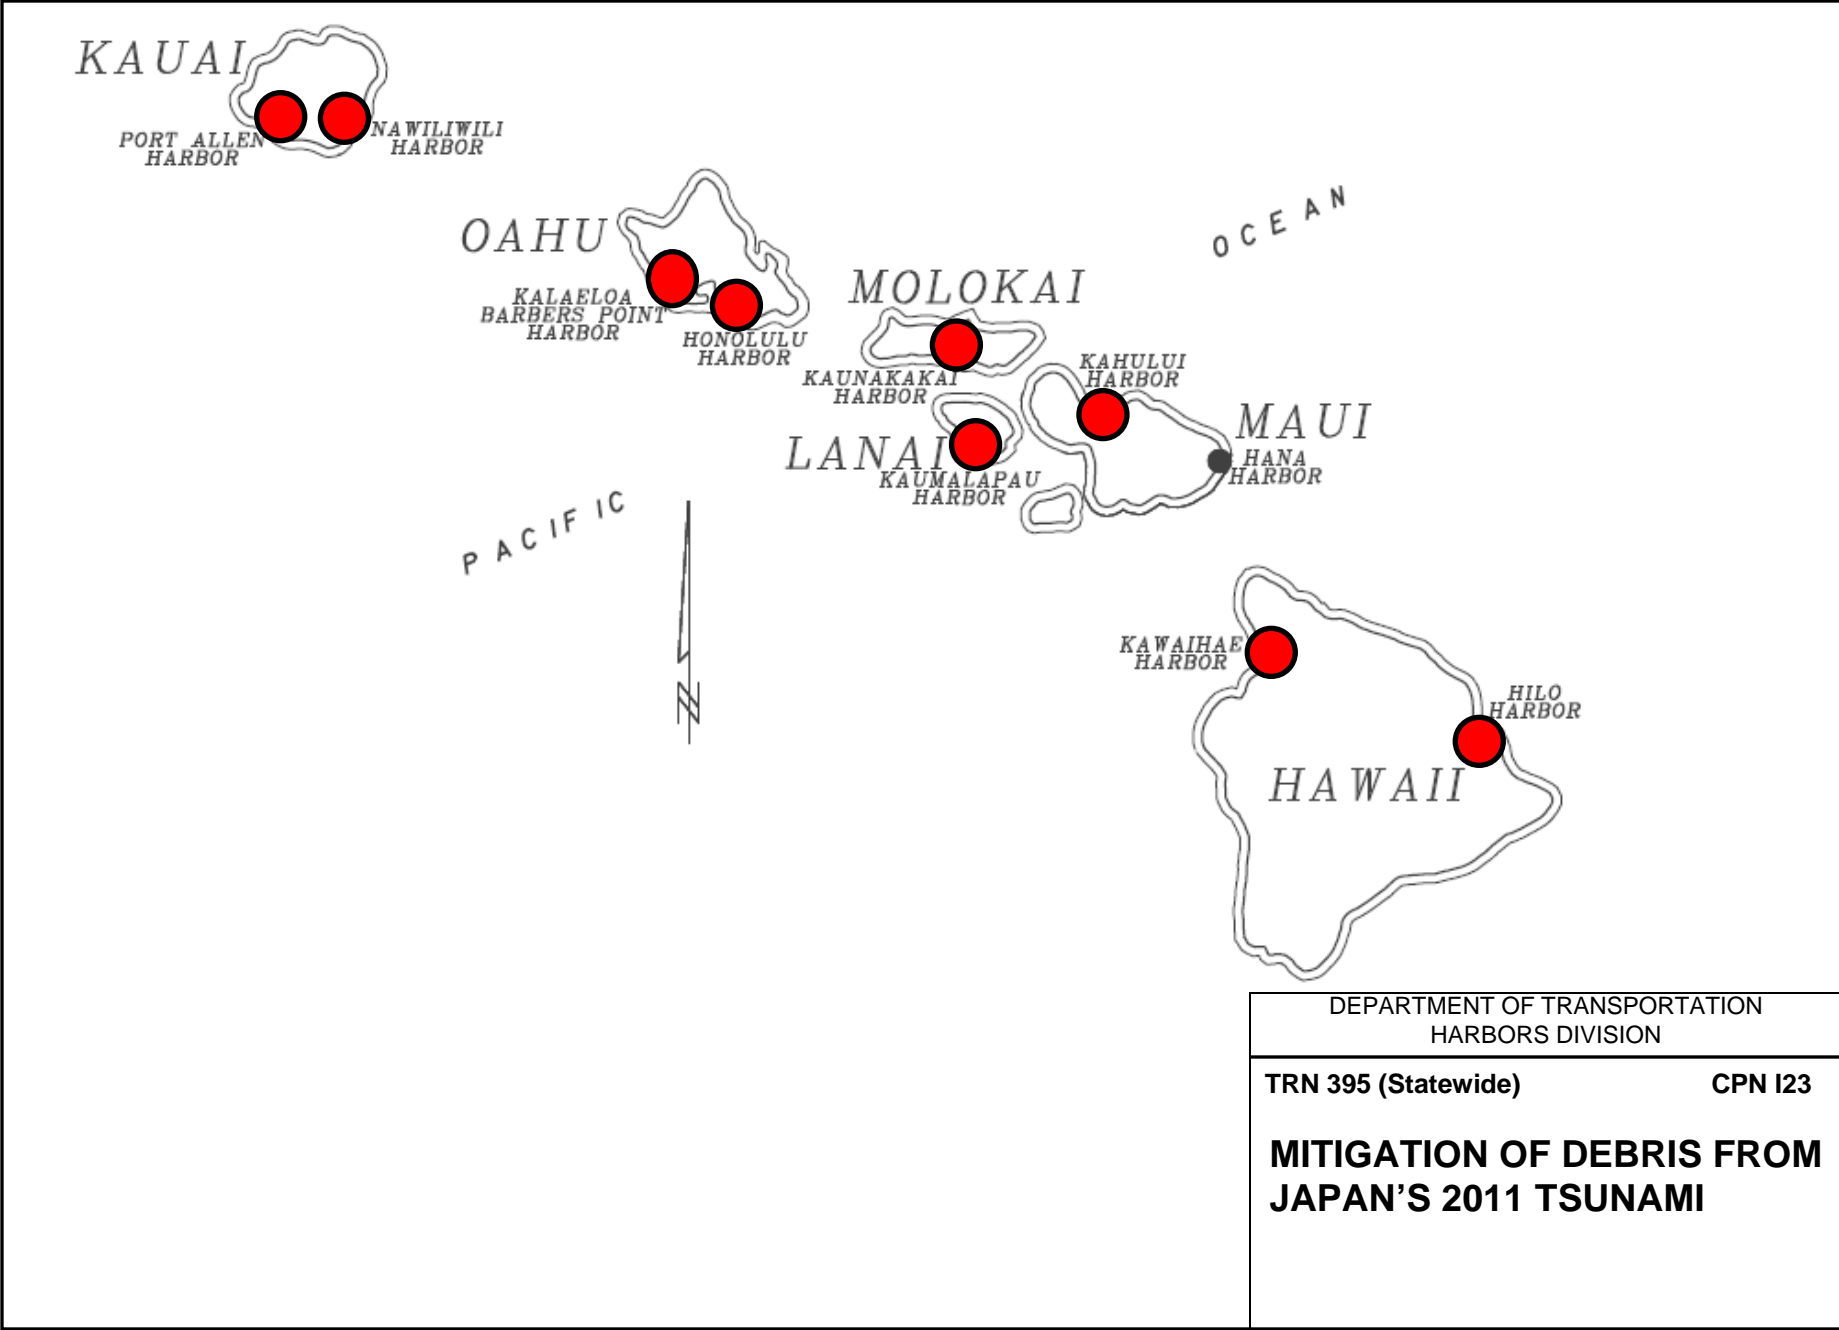 KAUAI
PORT ALLEN
HARBOR
NAWILIWILI
HARBOR
OAHU
KALAELOA
BARBERS POINT
HARBOR
HONOLULU
HARBOR
MOLOKAI
KAUNAKAKAI
HARBOR
OCEAN
KAHULUI
HARBOR
MAUI
HANA
HARBOR
LANAI
KAUMALAPAU
HARBOR
PACIFIC
N
KAWAIHAE
HARBOR
HILO
HARBOR
HAWAII
DEPARTMENT OF TRANSPORTATION
HARBORS DIVISION
TRN 395 (Statewide) CPN I23
MITIGATION OF DEBRIS FROM
JAPAN'S 2011 TSUNAMI